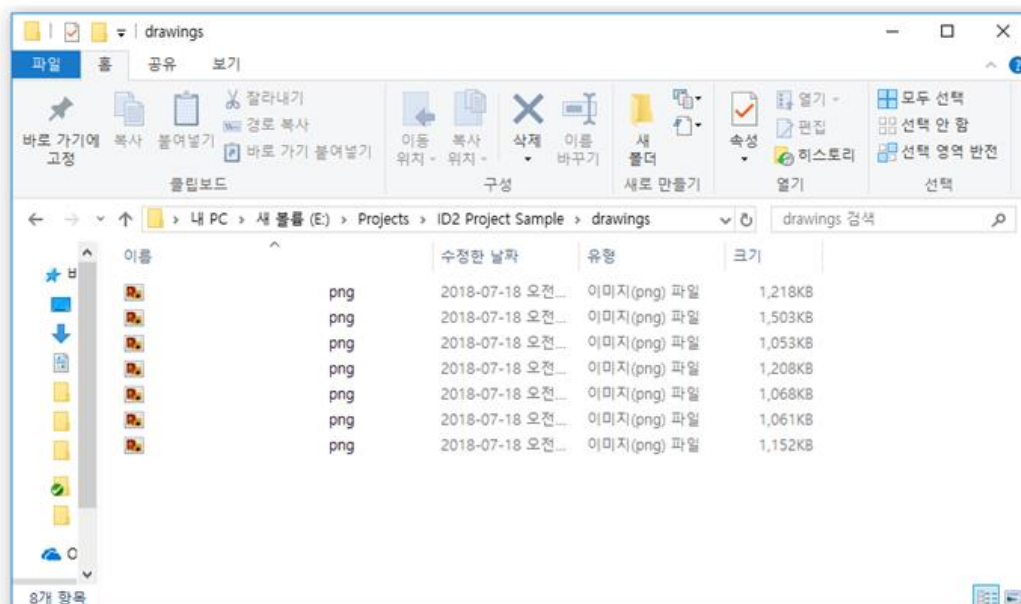 drawings
파일 홈 공유 보기
바로 가기에 고정
복사
붙여넣기
잘라내기
경로 복사
바로 가기 붙여넣기
이동 위치
복사 위치
삭제
이름 바꾸기
새 폴더
속성
열기
편집
히스토리
모두 선택
선택 안 함
선택 영역 반전
클립보드 구성 새로 만들기 열기 선택
내 PC > 새 볼륨 (E:) > Projects > ID2 Project Sample > drawings
drawings 검색
이름 수정한 날짜 유형 크기
png 2018-07-18 오전... 이미지(png) 파일 1,218KB
png 2018-07-18 오전... 이미지(png) 파일 1,503KB
png 2018-07-18 오전... 이미지(png) 파일 1,053KB
png 2018-07-18 오전... 이미지(png) 파일 1,208KB
png 2018-07-18 오전... 이미지(png) 파일 1,068KB
png 2018-07-18 오전... 이미지(png) 파일 1,061KB
png 2018-07-18 오전... 이미지(png) 파일 1,152KB
8개 항목